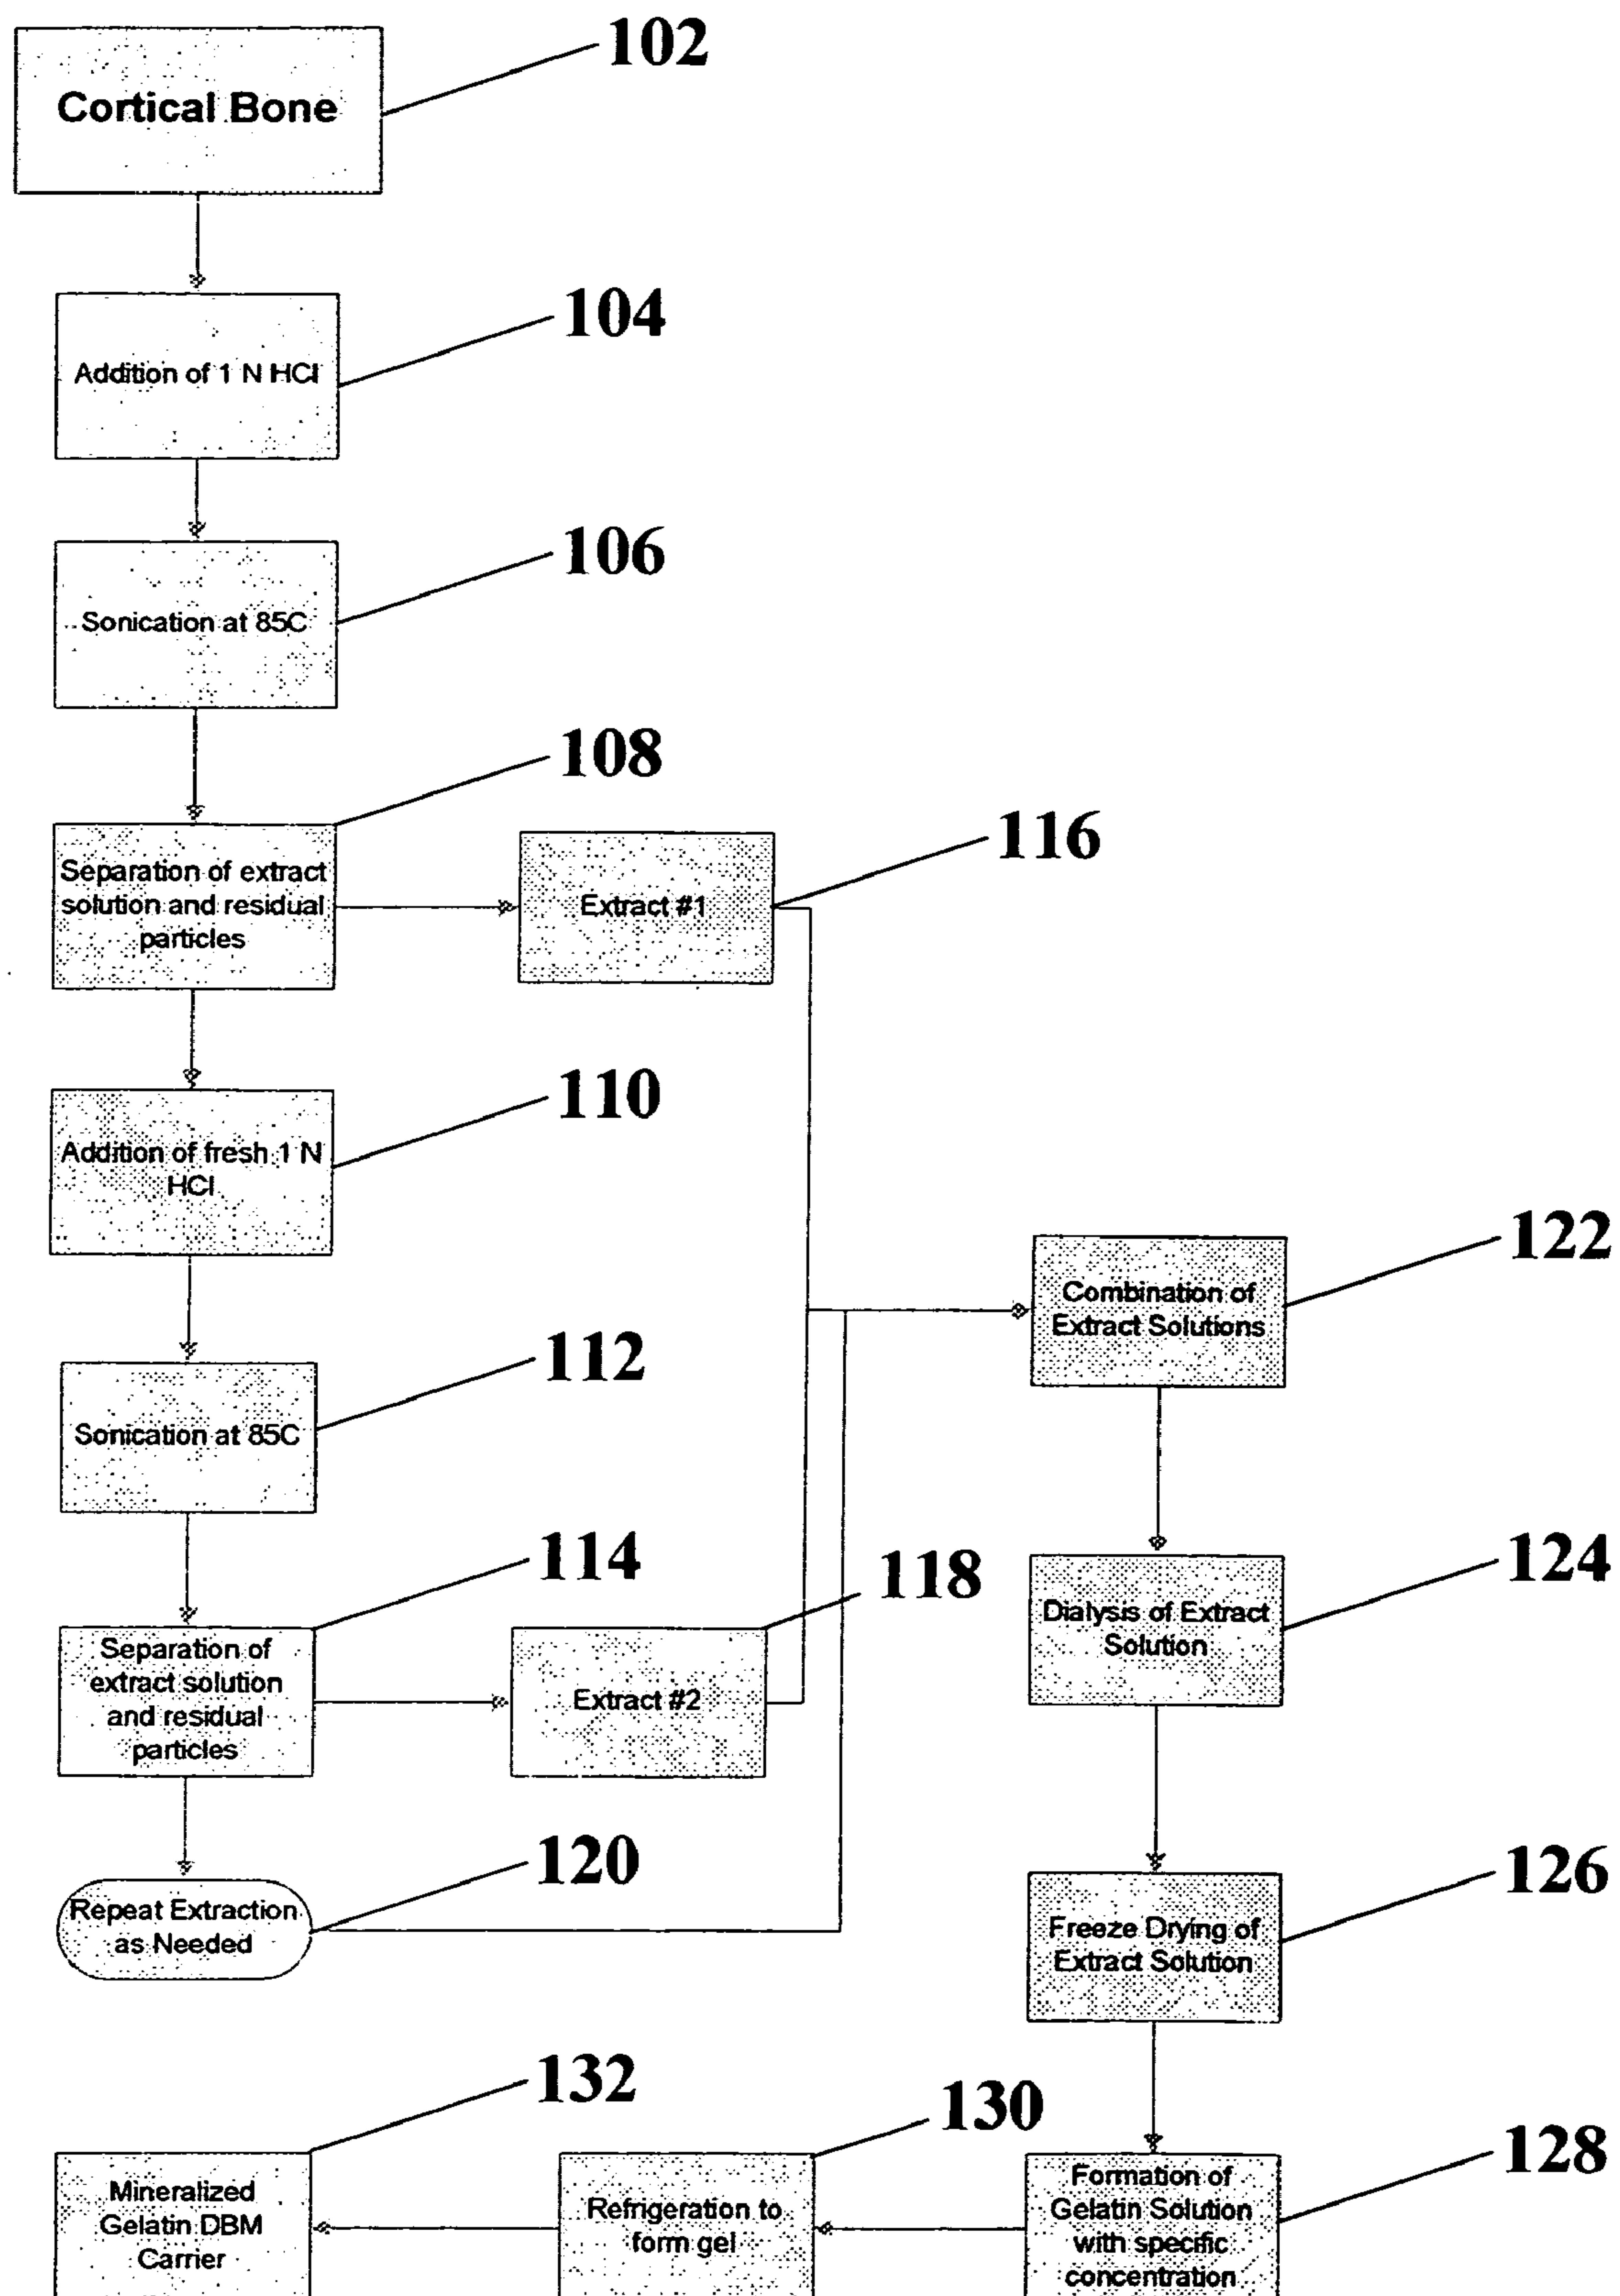 102
Cortical Bone
104
Addition of 1 N HCl
106
Sonication at 85C
108
Separation of extract
solution and residual
particles
116
Extract #1
110
Addition of fresh 1 N
HCl
122
Combination of
Extract Solutions
112
Sonication at 85C
114
Separation of
extract solution
and residual
particles
118
Extract #2
124
Dialysis of Extract
Solution
120
Repeat Extraction
as Needed
126
Freeze Drying of
Extract Solution
132
Mineralized
Gelatin DBM
Carrier
130
Refrigeration to
form gel
128
Formation of
Gelatin Solution
with specific
concentration